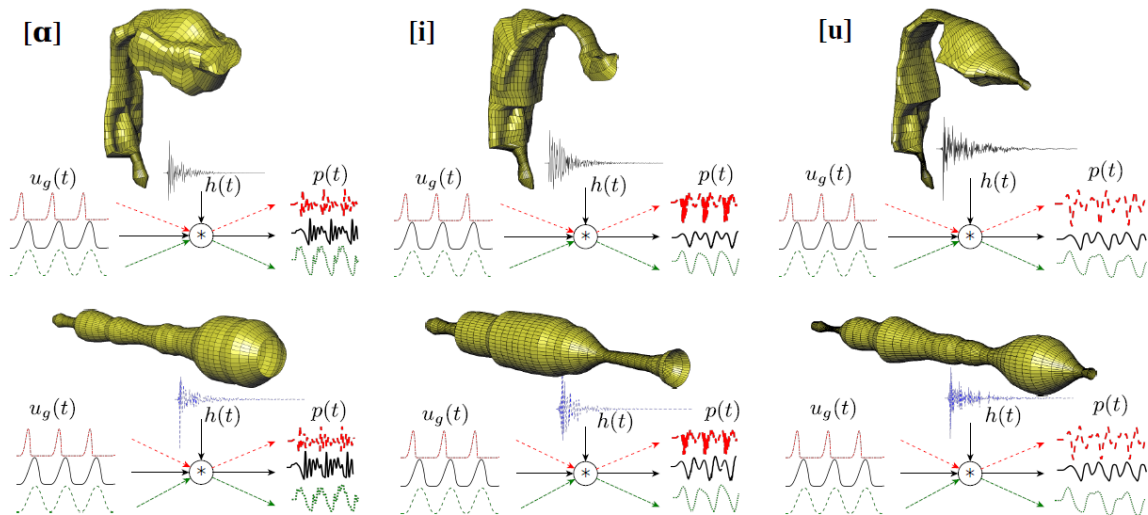 [ɑ]
[i]
[u]
u_g(t)
h(t)
p(t)
*
u_g(t)
h(t)
p(t)
*
u_g(t)
h(t)
p(t)
*
u_g(t)
h(t)
p(t)
*
u_g(t)
h(t)
p(t)
*
u_g(t)
h(t)
p(t)
*